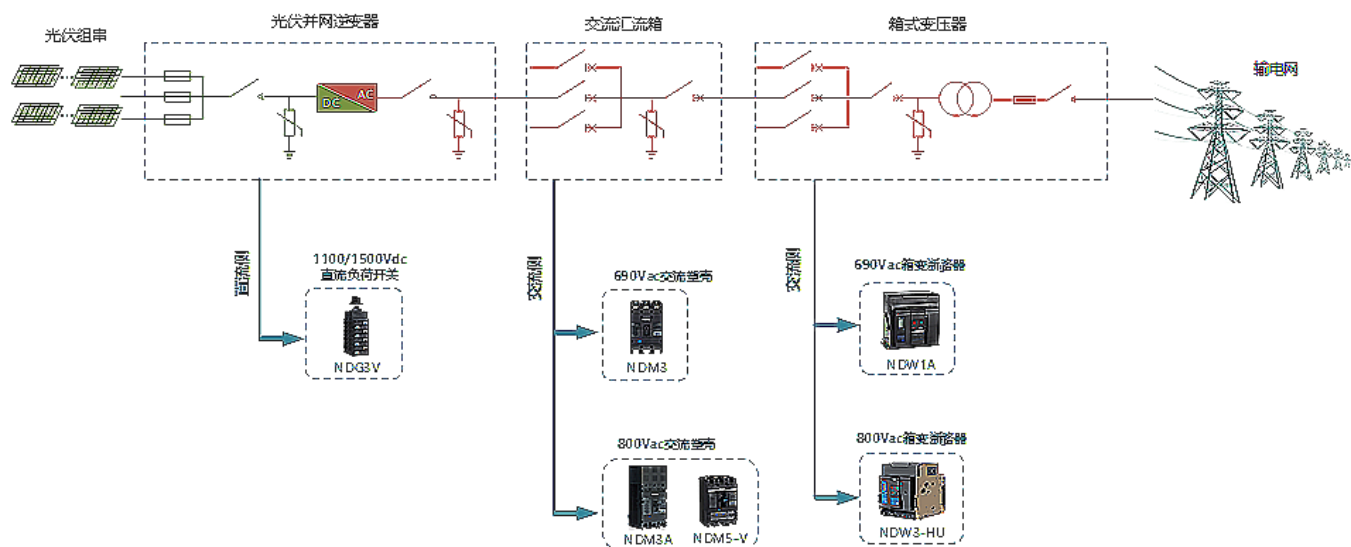 光伏组串
光伏并网逆变器
交流汇流箱
箱式变压器
输电网
DC
AC
直流侧
1100/1500Vdc
直流负荷开关
NDG3V
交流侧
690Vac交流塑壳
NDM3
800Vac交流塑壳
NDM3A
NDM5-V
交流侧
690Vac箱变断路器
NDW1A
800Vac箱变断路器
NDW3-HU